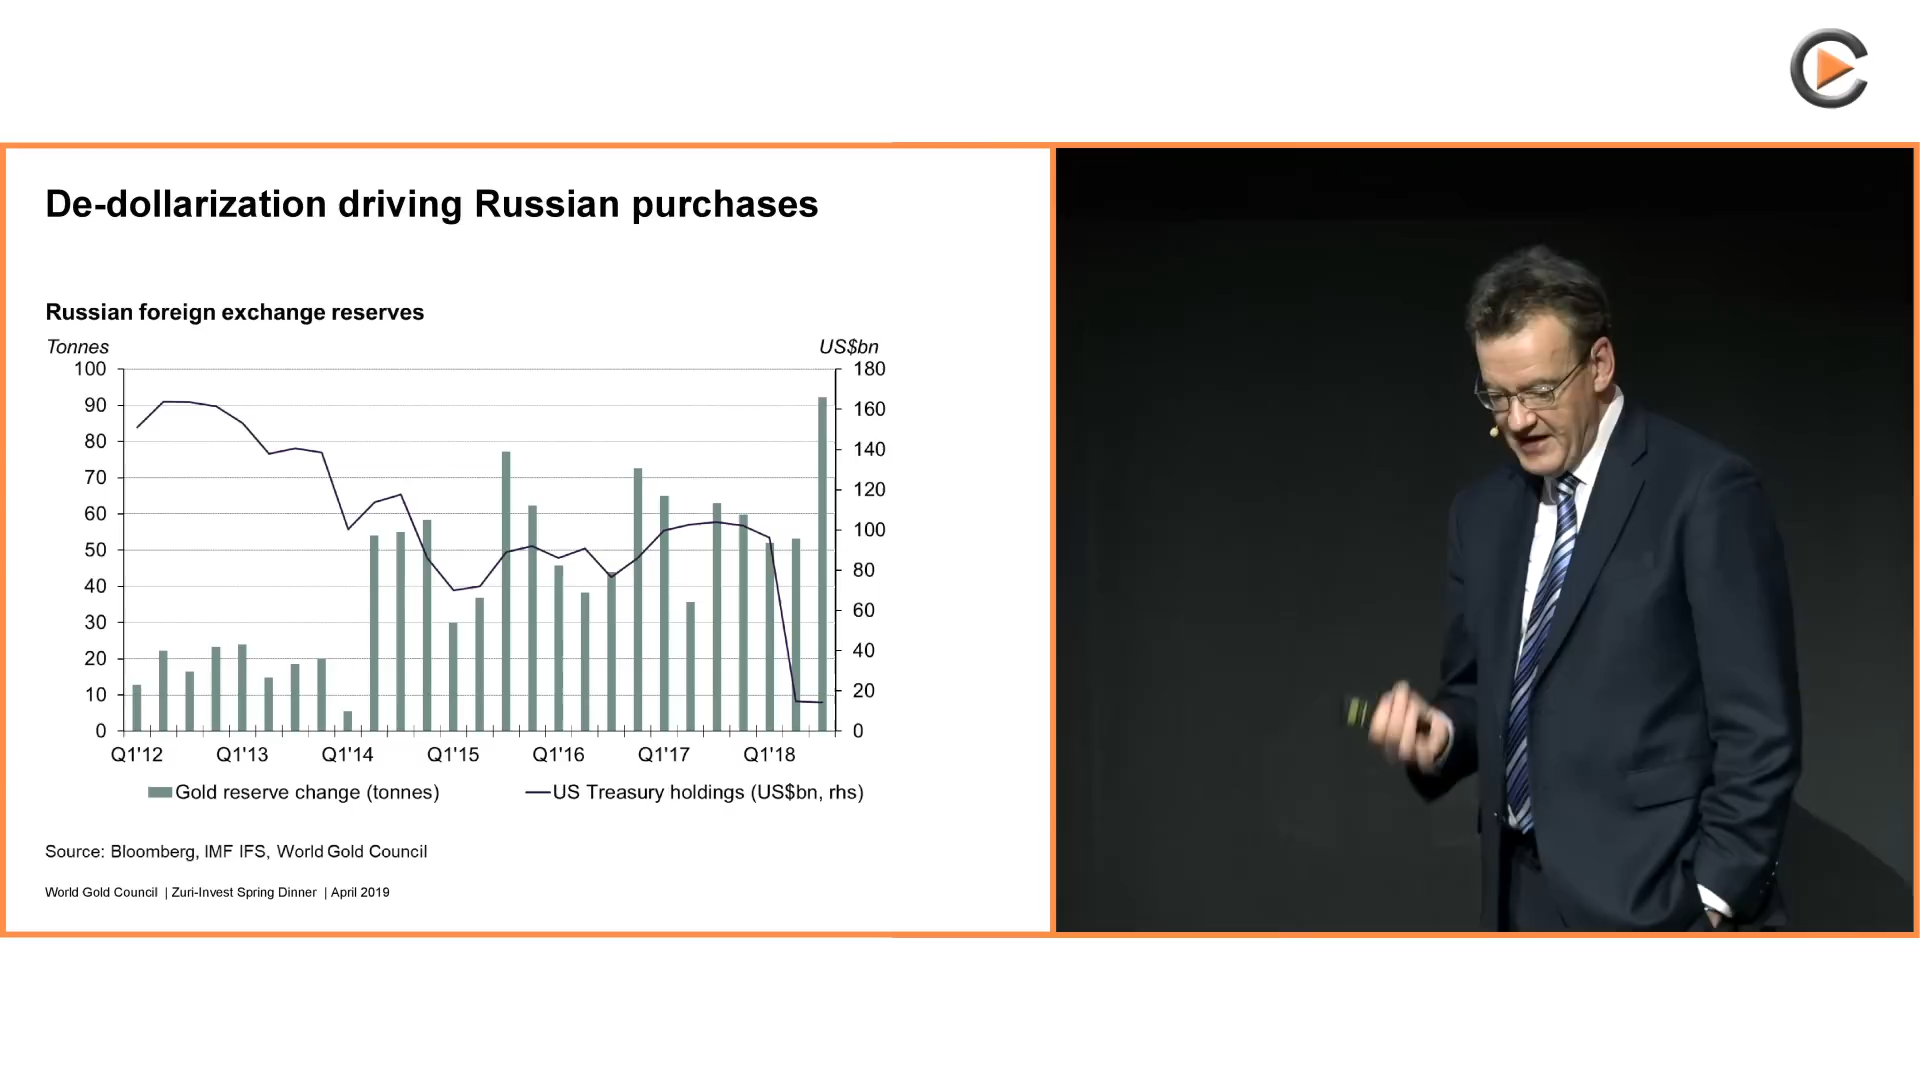 De-dollarization driving Russian purchases
Russian foreign exchange reserves
Tonnes US$bn
100 180
90 160
80 140
70 120
60 100
50 80
40 60
30 40
20 20
10 0
0
Q1'12 Q1'13 Q1'14 Q1'15 Q1'16 Q1'17 Q1'18
Gold reserve change (tonnes) US Treasury holdings (US$bn, rhs)
Source: Bloomberg, IMF IFS, World Gold Council
World Gold Council | Zuri-Invest Spring Dinner | April 2019